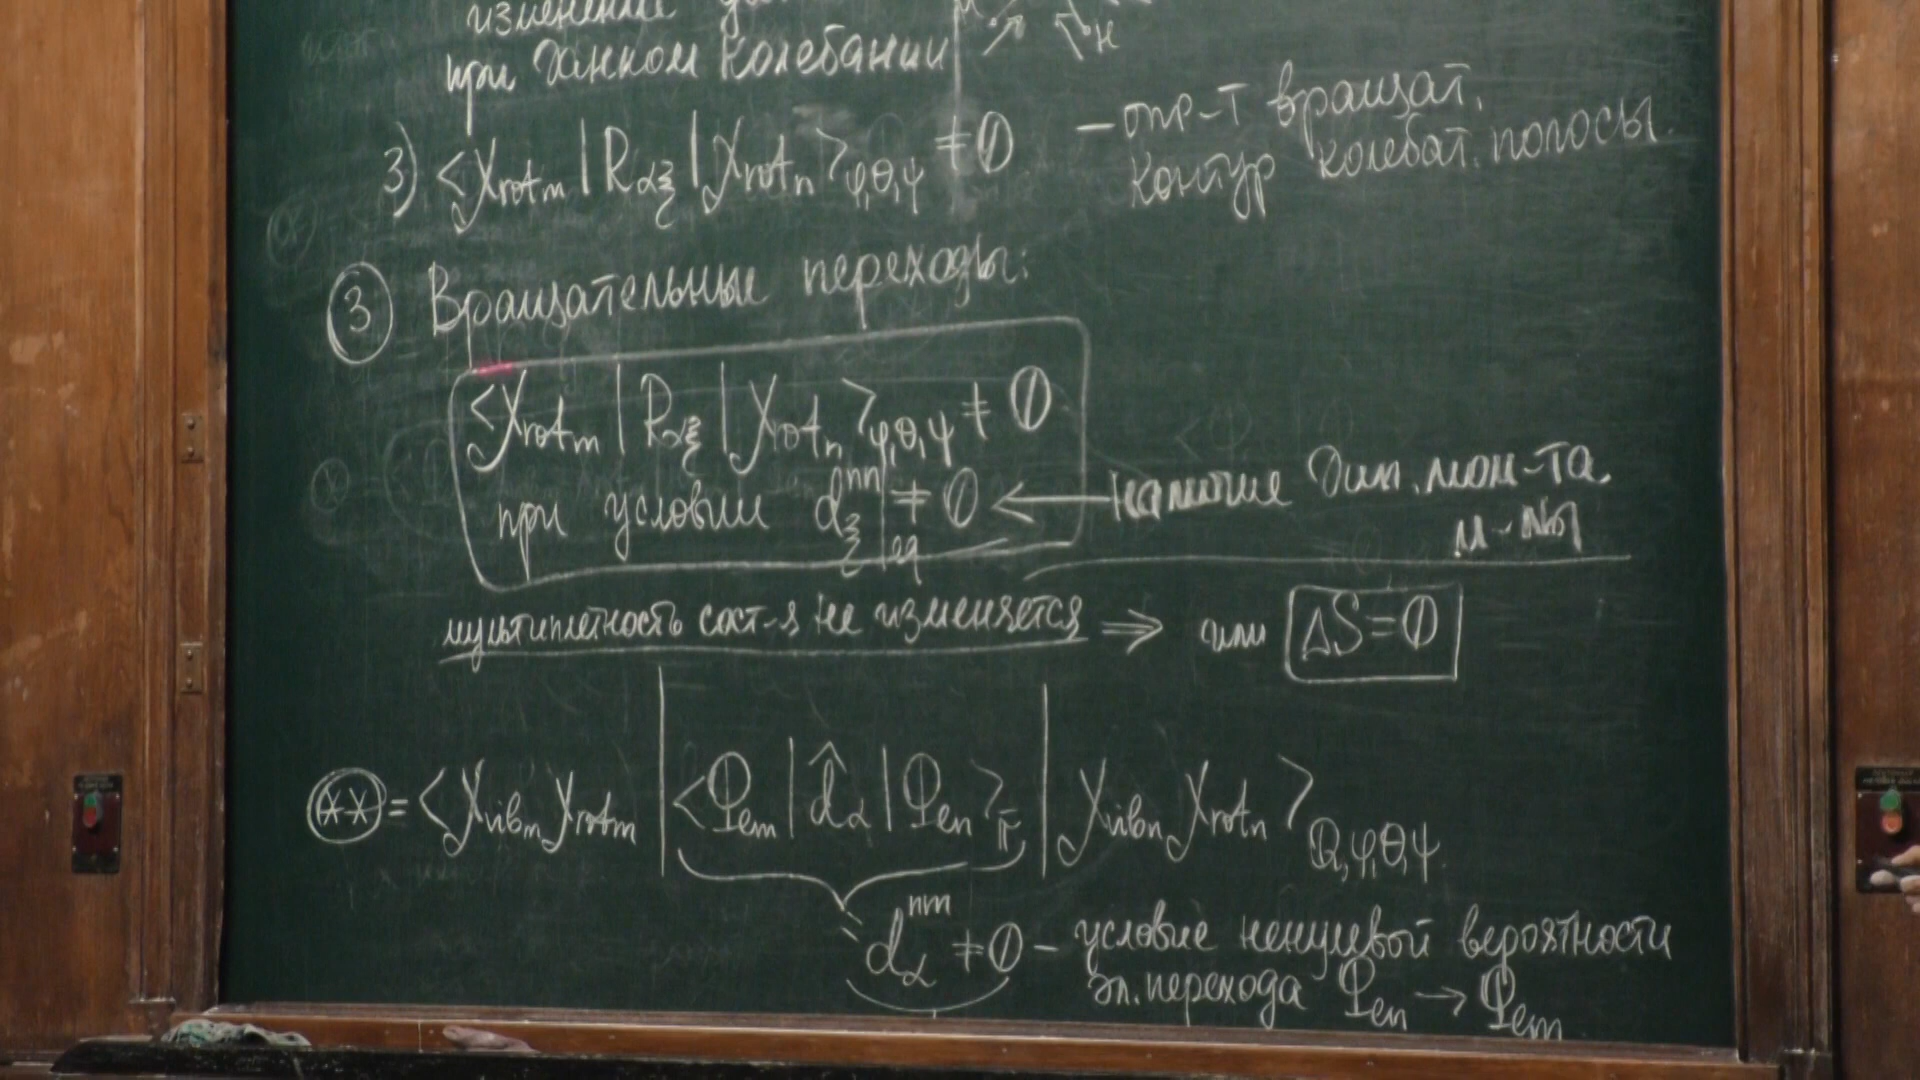 изменение
при данном колебании
H
3) <χrotm|Rαξ|χrotn>φ,θ,ψ ≠ 0 – опр-т вращат.
контур колебат. полосы.
3 Вращательные переходы:
<χrotm|Rαξ|χrotn>φ,θ,ψ ≠ 0
при условии dξⁿⁿ|eq ≠ 0 ← наличие дип. мом-та.
м-лы
мультиплетность сост-я не изменяется ⇒ или ΔS=0
** = <χvibm χrotm | <Φem|d̂α|Φen>r̄ | χvibn χrotn>Q,φ,θ,ψ.
dαⁿᵐ ≠ 0 – условие ненулевой вероятности
эл. перехода Φen → Φem